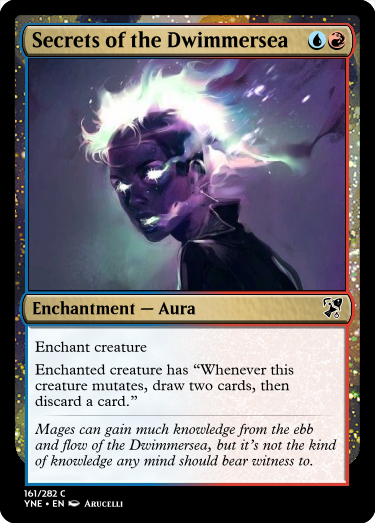 Secrets of the Dwimmersea
Enchantment — Aura
Enchant creature
Enchanted creature has “Whenever this
creature mutates, draw two cards, then
discard a card.”
Mages can gain much knowledge from the ebb
and flow of the Dwimmersea, but it’s not the kind
of knowledge any mind should bear witness to.
161/282 C
YNE • EN Arucelli